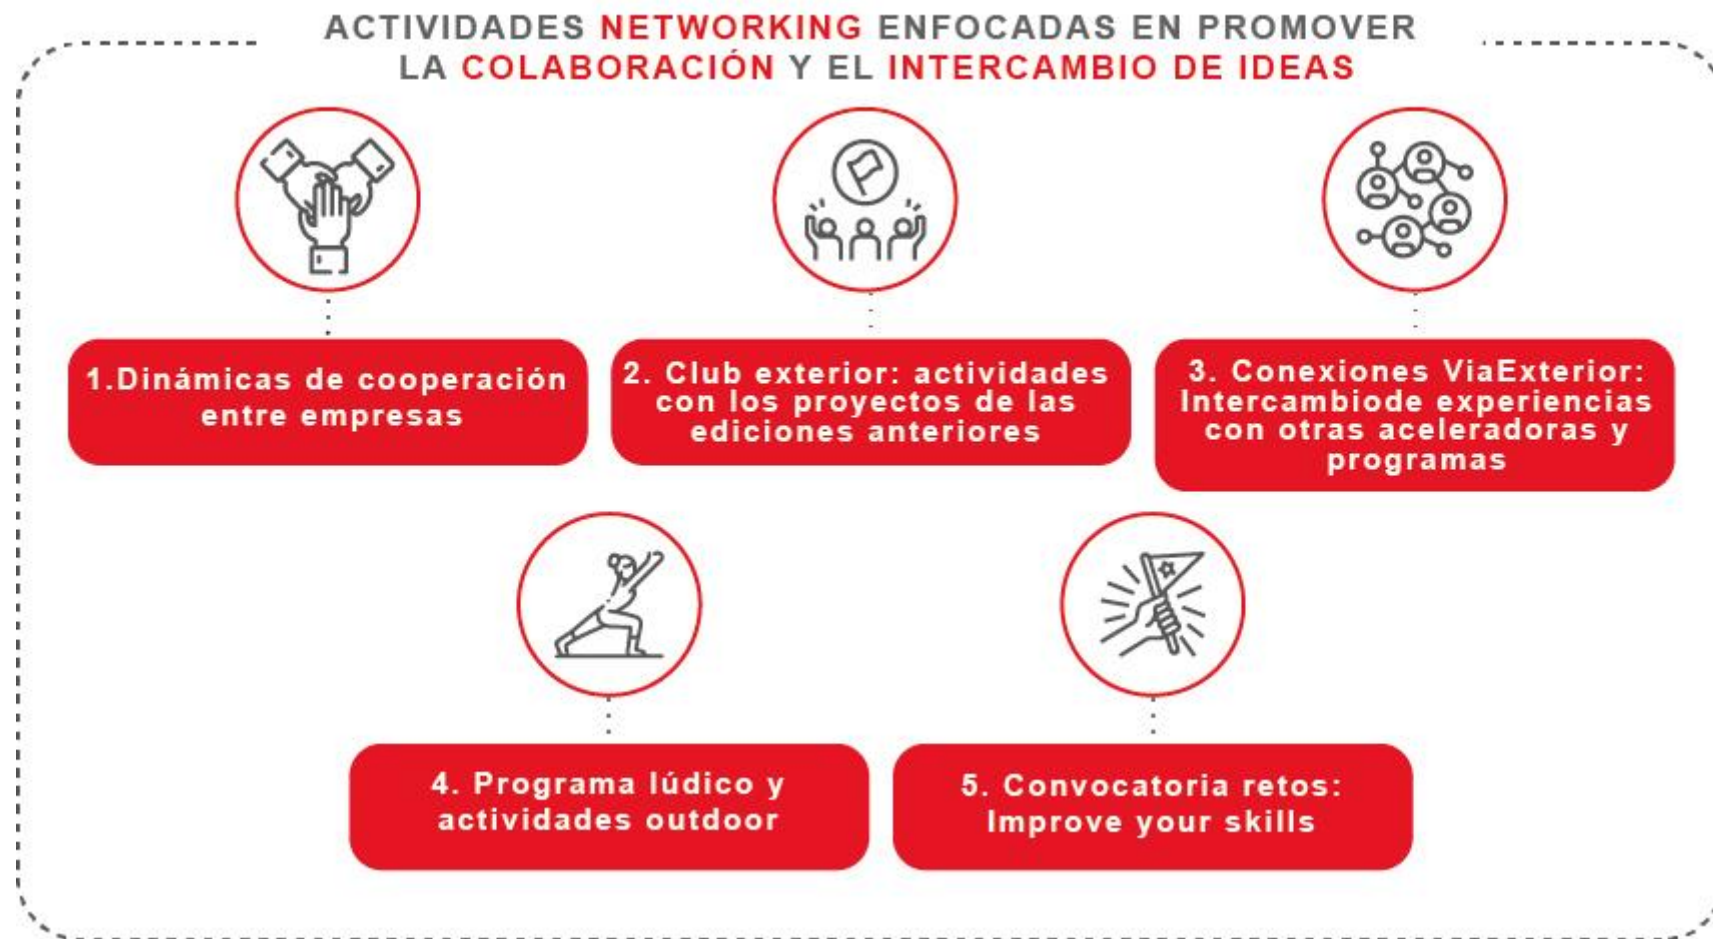 ACTIVIDADES NETWORKING ENFOCADAS EN PROMOVER
LA COLABORACIÓN Y EL INTERCAMBIO DE IDEAS
1.Dinámicas de cooperación
entre empresas
2. Club exterior: actividades
con los proyectos de las
ediciones anteriores
3. Conexiones ViaExterior:
Intercambiode experiencias
con otras aceleradoras y
programas
4. Programa lúdico y
actividades outdoor
5. Convocatoria retos:
Improve your skills